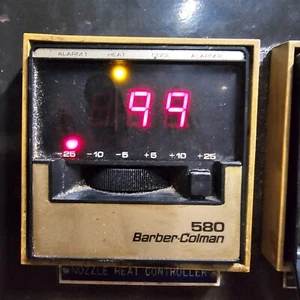 ALARM 1 HEAT COOL ALARM 2
99
-25 -10 -5 +5 +10 +25
580
Barber-Colman
NOZZLE HEAT CONTROLLER